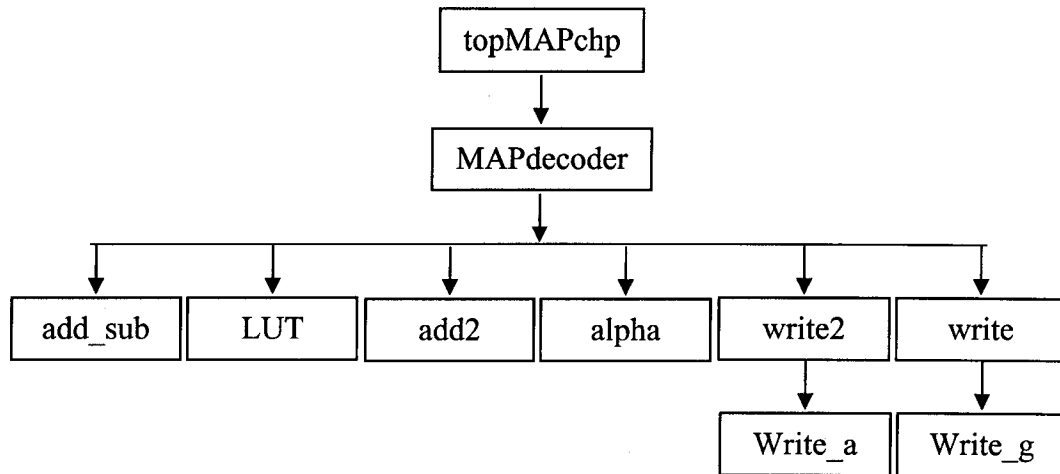 topMAPchp
MAPdecoder
add_sub
LUT
add2
alpha
write2
write
Write_a
Write_g